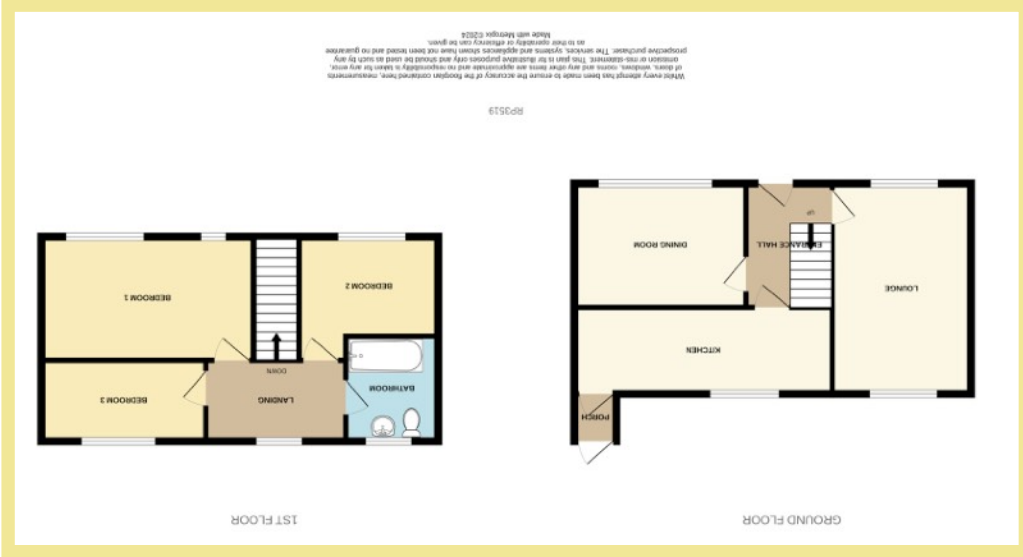 GROUND FLOOR
1ST FLOOR
PORCH
KITCHEN
LOUNGE
ENTRANCE HALL
DINING ROOM
UP
BATHROOM
LANDING
BEDROOM 3
DOWN
BEDROOM 2
BEDROOM 1
RP3519
Whilst every attempt has been made to ensure the accuracy of the floorplan contained here, measurements
of doors, windows, rooms and any other items are approximate and no responsibility is taken for any error,
omission or mis-statement. This plan is for illustrative purposes only and should be used as such by any
prospective purchaser. The services, systems and appliances shown have not been tested and no guarantee
as to their operability or efficiency can be given.
Made with Metropix ©2024